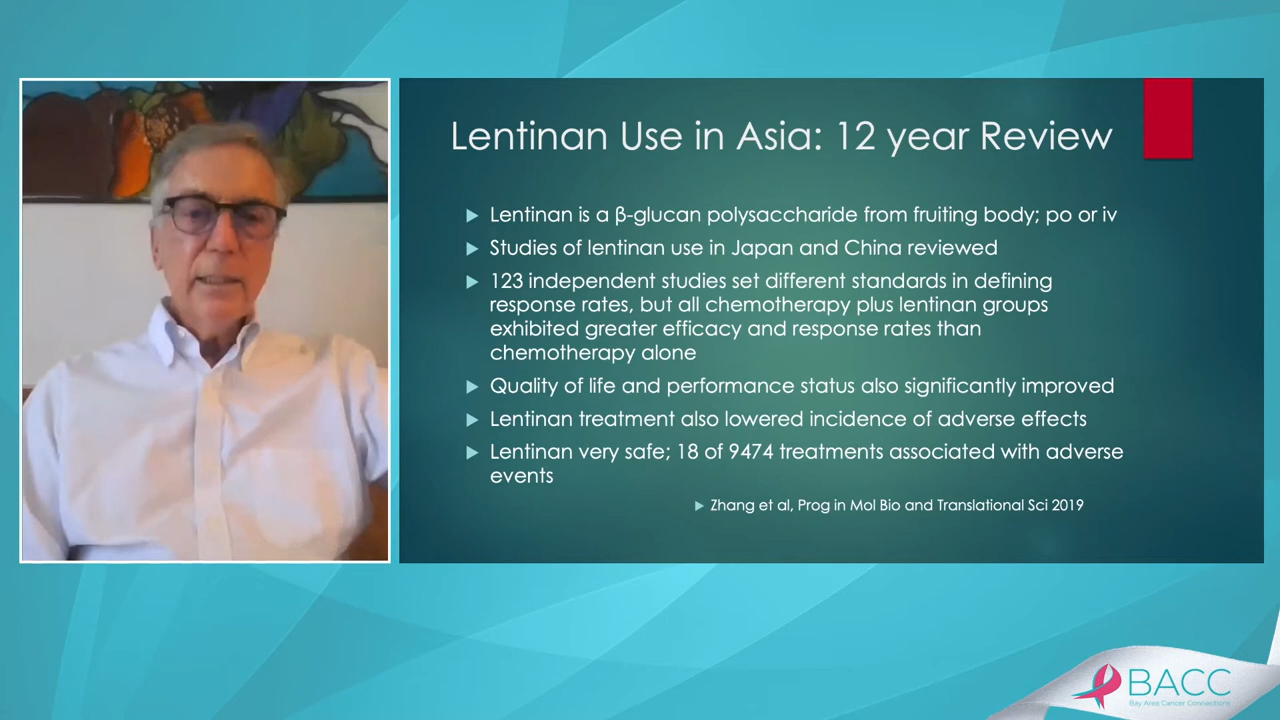 Lentinan Use in Asia: 12 year Review
Lentinan is a β-glucan polysaccharide from fruiting body; po or iv
Studies of lentinan use in Japan and China reviewed
123 independent studies set different standards in defining
response rates, but all chemotherapy plus lentinan groups
exhibited greater efficacy and response rates than
chemotherapy alone
Quality of life and performance status also significantly improved
Lentinan treatment also lowered incidence of adverse effects
Lentinan very safe; 18 of 9474 treatments associated with adverse
events
Zhang et al, Prog in Mol Bio and Translational Sci 2019
BACC
Bay Area Cancer Connections